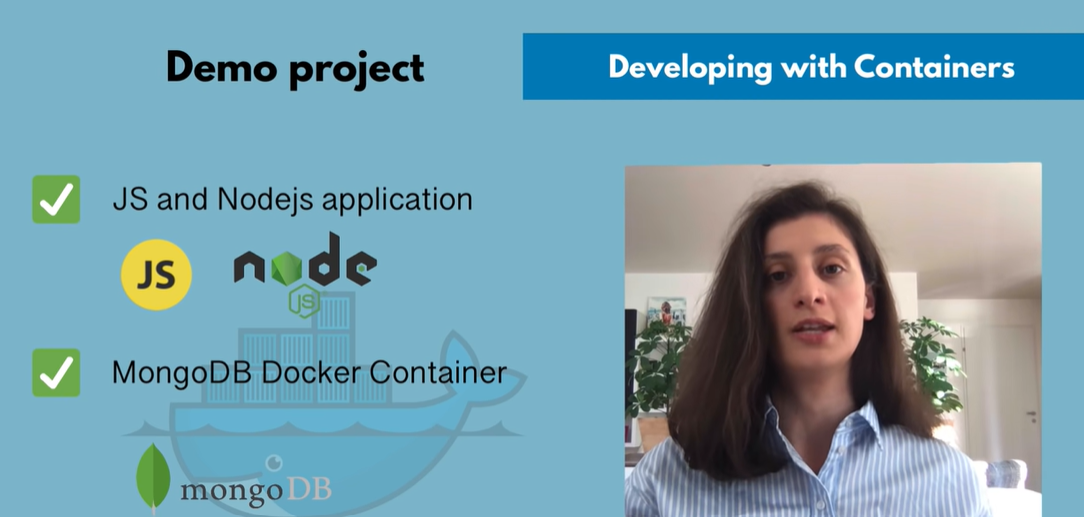 Demo project
Developing with Containers
JS and Nodejs application
JS
node
JS
MongoDB Docker Container
mongoDB